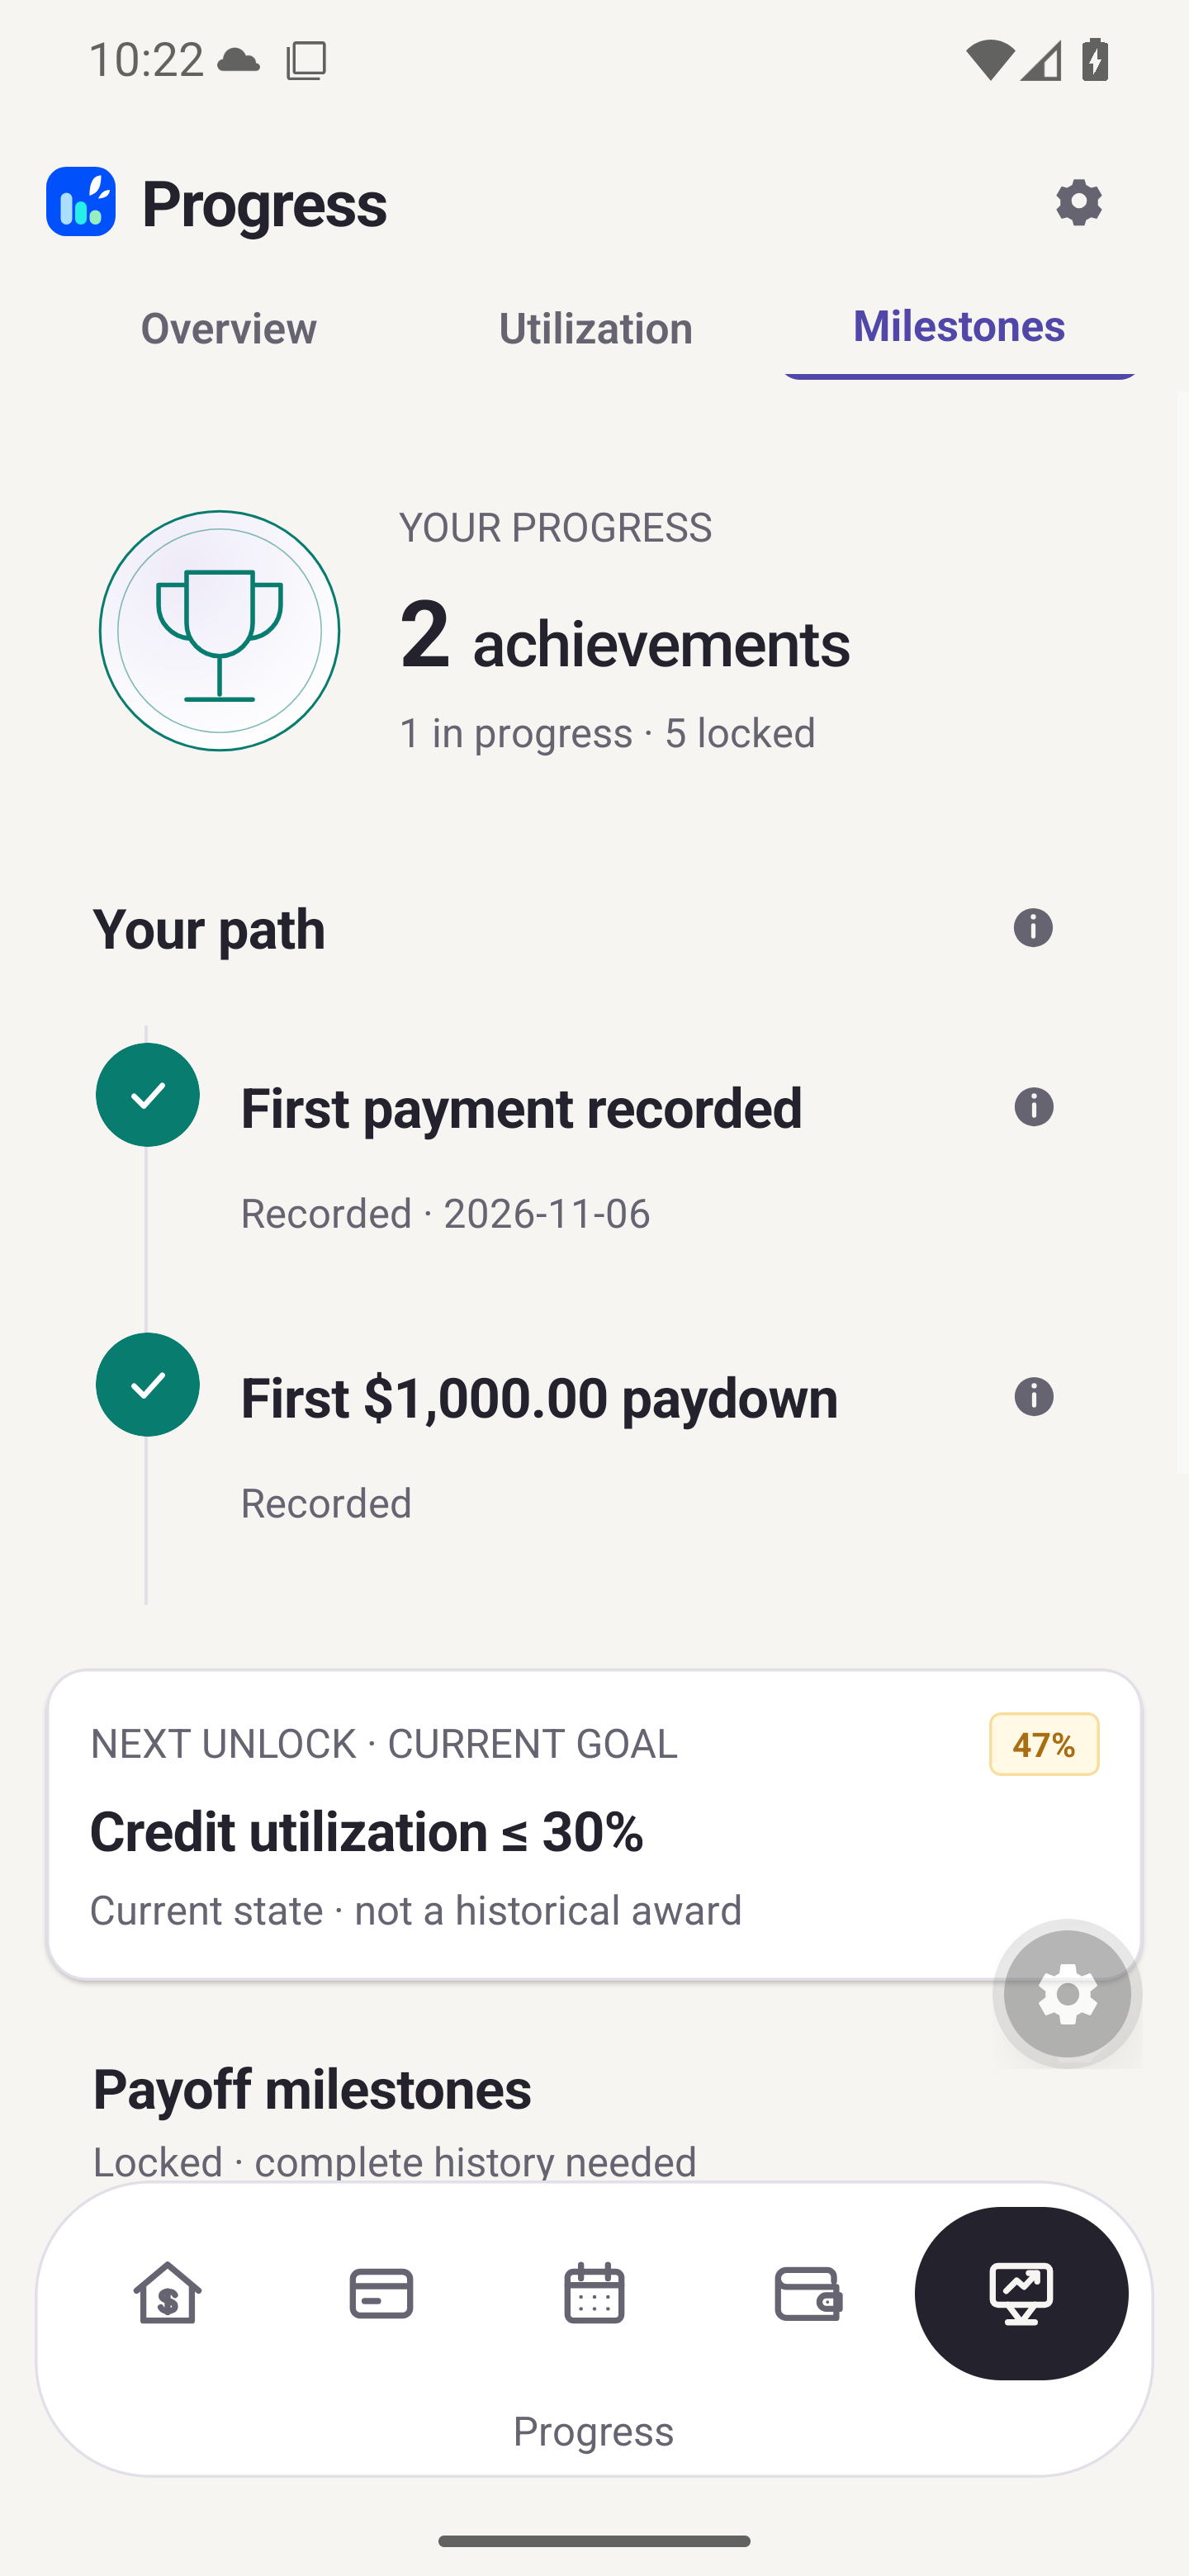 10:22
Progress
Overview
Utilization
Milestones
YOUR PROGRESS
2 achievements
1 in progress · 5 locked
Your path
First payment recorded
Recorded · 2026-11-06
First $1,000.00 paydown
Recorded
NEXT UNLOCK · CURRENT GOAL
47%
Credit utilization ≤ 30%
Current state · not a historical award
Payoff milestones
Locked · complete history needed
Progress